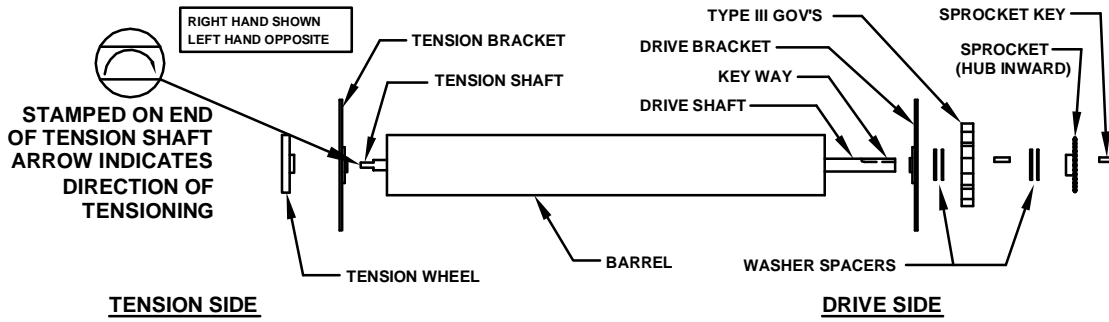 RIGHT HAND SHOWN
LEFT HAND OPPOSITE
TENSION BRACKET
TENSION SHAFT
STAMPED ON END
OF TENSION SHAFT
ARROW INDICATES
DIRECTION OF
TENSIONING
TENSION WHEEL
TENSION SIDE
BARREL
TYPE III GOV'S
DRIVE BRACKET
KEY WAY
DRIVE SHAFT
SPROCKET KEY
SPROCKET
(HUB INWARD)
WASHER SPACERS
DRIVE SIDE